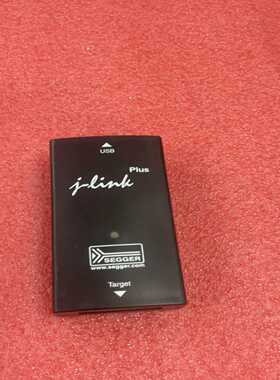 USB
Plus
j-link
SEGGER
www.segger.com
Target